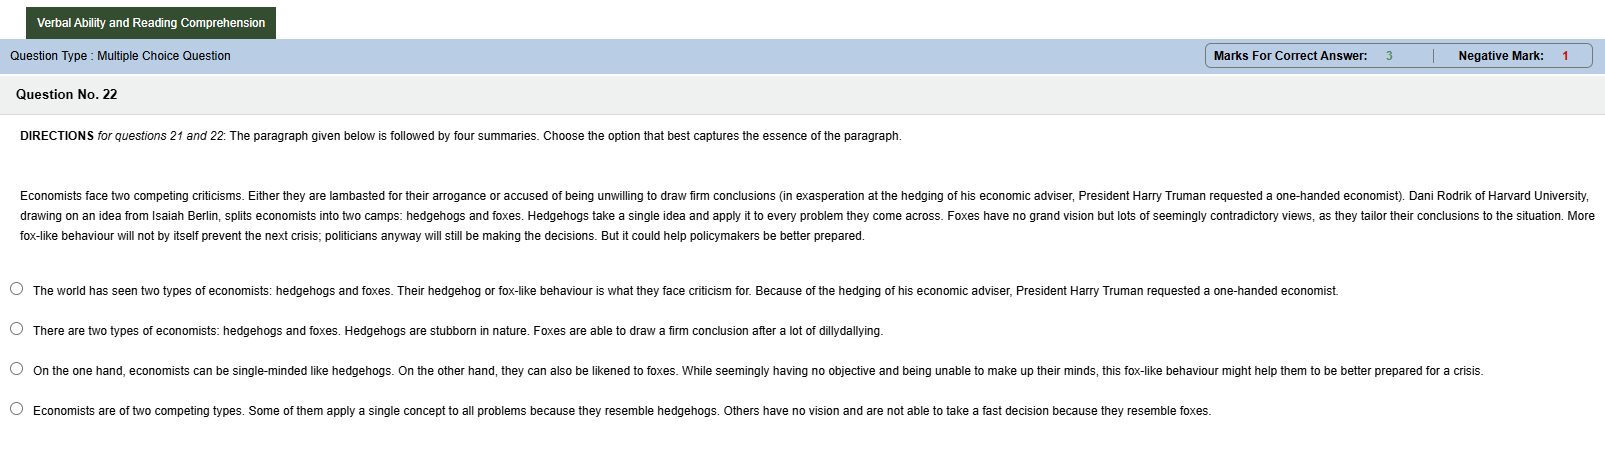 Verbal Ability and Reading Comprehension
Question Type : Multiple Choice Question
Marks For Correct Answer: 3 | Negative Mark: 1
Question No. 22
DIRECTIONS for questions 21 and 22: The paragraph given below is followed by four summaries. Choose the option that best captures the essence of the paragraph.
Economists face two competing criticisms. Either they are lambasted for their arrogance or accused of being unwilling to draw firm conclusions (in exasperation at the hedging of his economic adviser, President Harry Truman requested a one-handed economist). Dani Rodrik of Harvard University,
drawing on an idea from Isaiah Berlin, splits economists into two camps: hedgehogs and foxes. Hedgehogs take a single idea and apply it to every problem they come across. Foxes have no grand vision but lots of seemingly contradictory views, as they tailor their conclusions to the situation. More
fox-like behaviour will not by itself prevent the next crisis; politicians anyway will still be making the decisions. But it could help policymakers be better prepared.
The world has seen two types of economists: hedgehogs and foxes. Their hedgehog or fox-like behaviour is what they face criticism for. Because of the hedging of his economic adviser, President Harry Truman requested a one-handed economist.
There are two types of economists: hedgehogs and foxes. Hedgehogs are stubborn in nature. Foxes are able to draw a firm conclusion after a lot of dillydallying.
On the one hand, economists can be single-minded like hedgehogs. On the other hand, they can also be likened to foxes. While seemingly having no objective and being unable to make up their minds, this fox-like behaviour might help them to be better prepared for a crisis.
Economists are of two competing types. Some of them apply a single concept to all problems because they resemble hedgehogs. Others have no vision and are not able to take a fast decision because they resemble foxes.